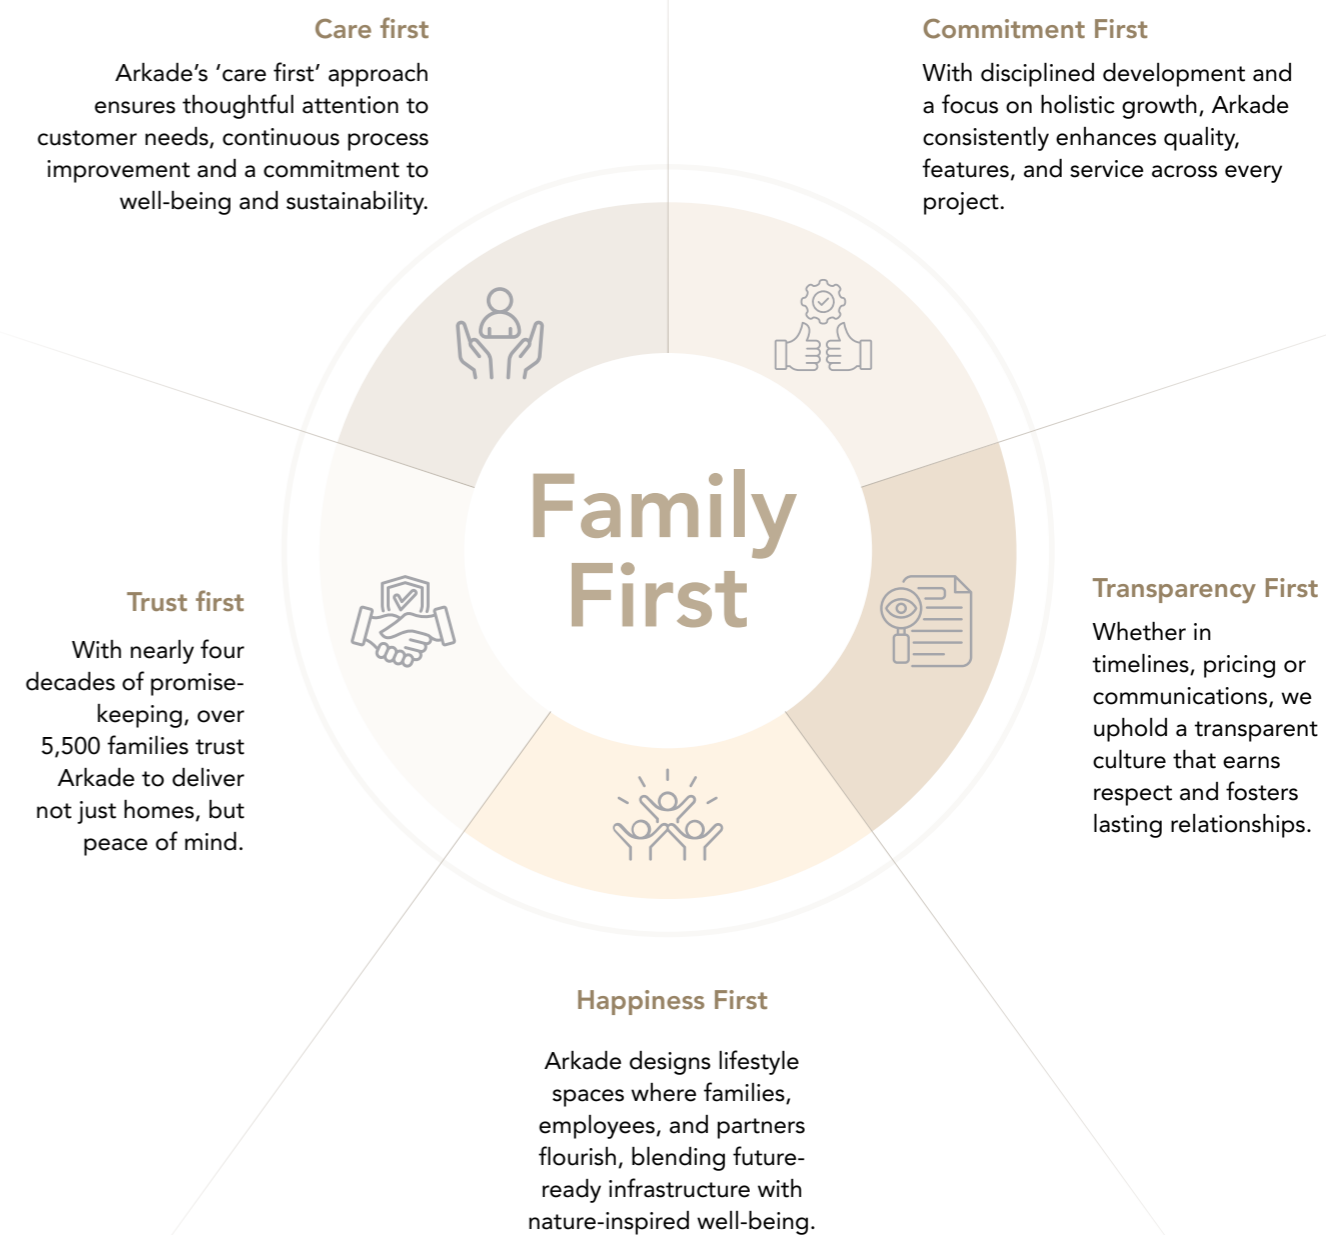 Care first
Arkade’s ‘care first’ approach
ensures thoughtful attention to
customer needs, continuous process
improvement and a commitment to
well-being and sustainability.
Commitment First
With disciplined development and
a focus on holistic growth, Arkade
consistently enhances quality,
features, and service across every
project.
Family
First
Trust first
With nearly four
decades of promise-
keeping, over
5,500 families trust
Arkade to deliver
not just homes, but
peace of mind.
Transparency First
Whether in
timelines, pricing or
communications, we
uphold a transparent
culture that earns
respect and fosters
lasting relationships.
Happiness First
Arkade designs lifestyle
spaces where families,
employees, and partners
flourish, blending future-
ready infrastructure with
nature-inspired well-being.